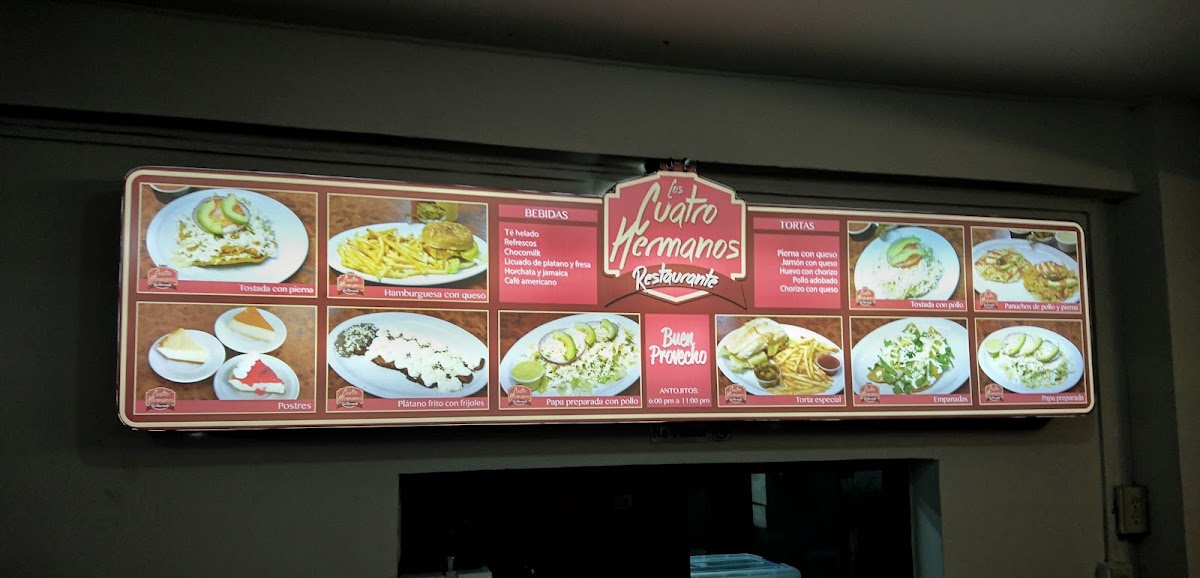 Tostada con pierna
Hamburguesa con queso
Postres
Plátano frito con frijoles
BEBIDAS
Té helado
Refrescos
Chocomilk
Licuado de platano y fresa
Horchata y jamaica
Café americano
Papa preparada con pollo
Los
Cuatro
Hermanos
Restaurante
Buen
Provecho
ANTOJITOS:
6:00 pm a 11:00 pm
TORTAS
Pierna con queso
Jamón con queso
Huevo con chorizo
Pollo adobado
Chorizo con queso
Torta especial
Tostada con pollo
Panuchos de pollo y pierna
Empanadas
Papa preparada